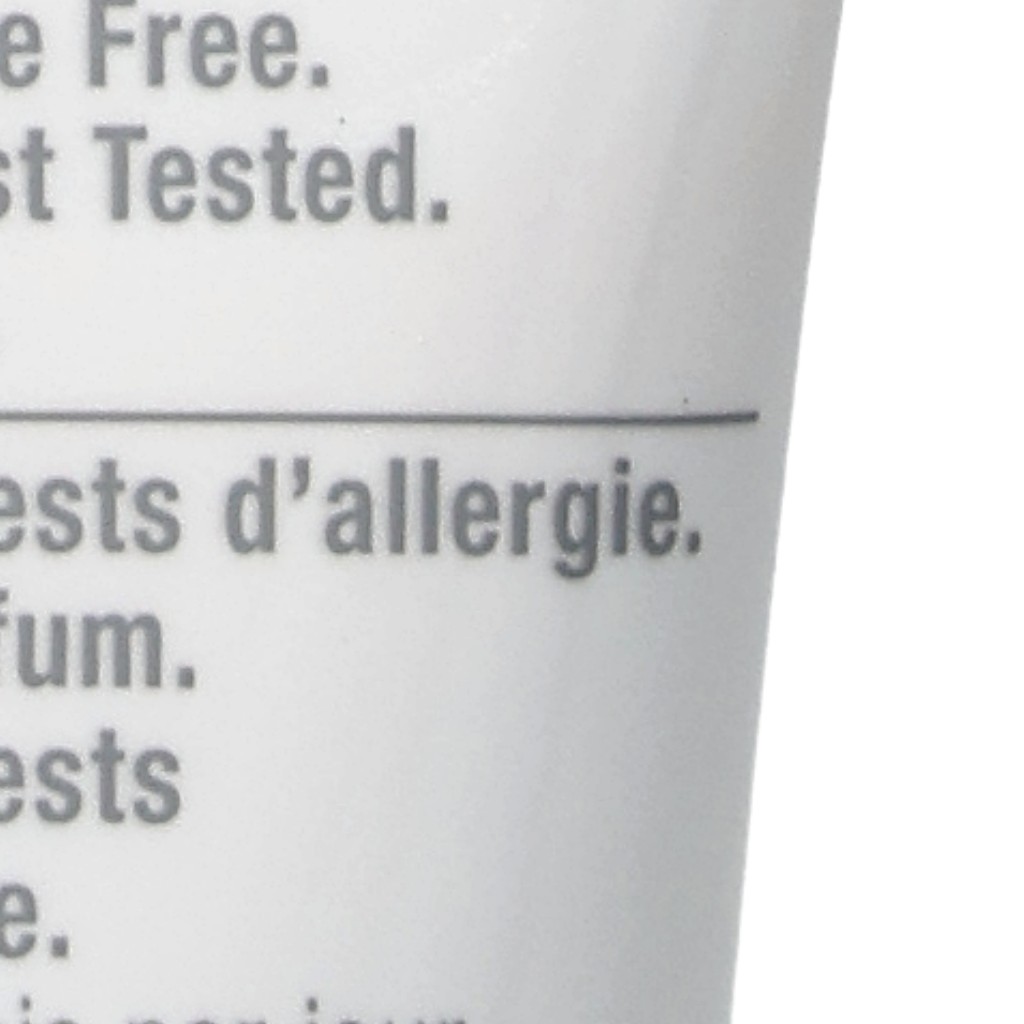 e Free.
st Tested.
ests d’allergie.
fum.
ests
e.